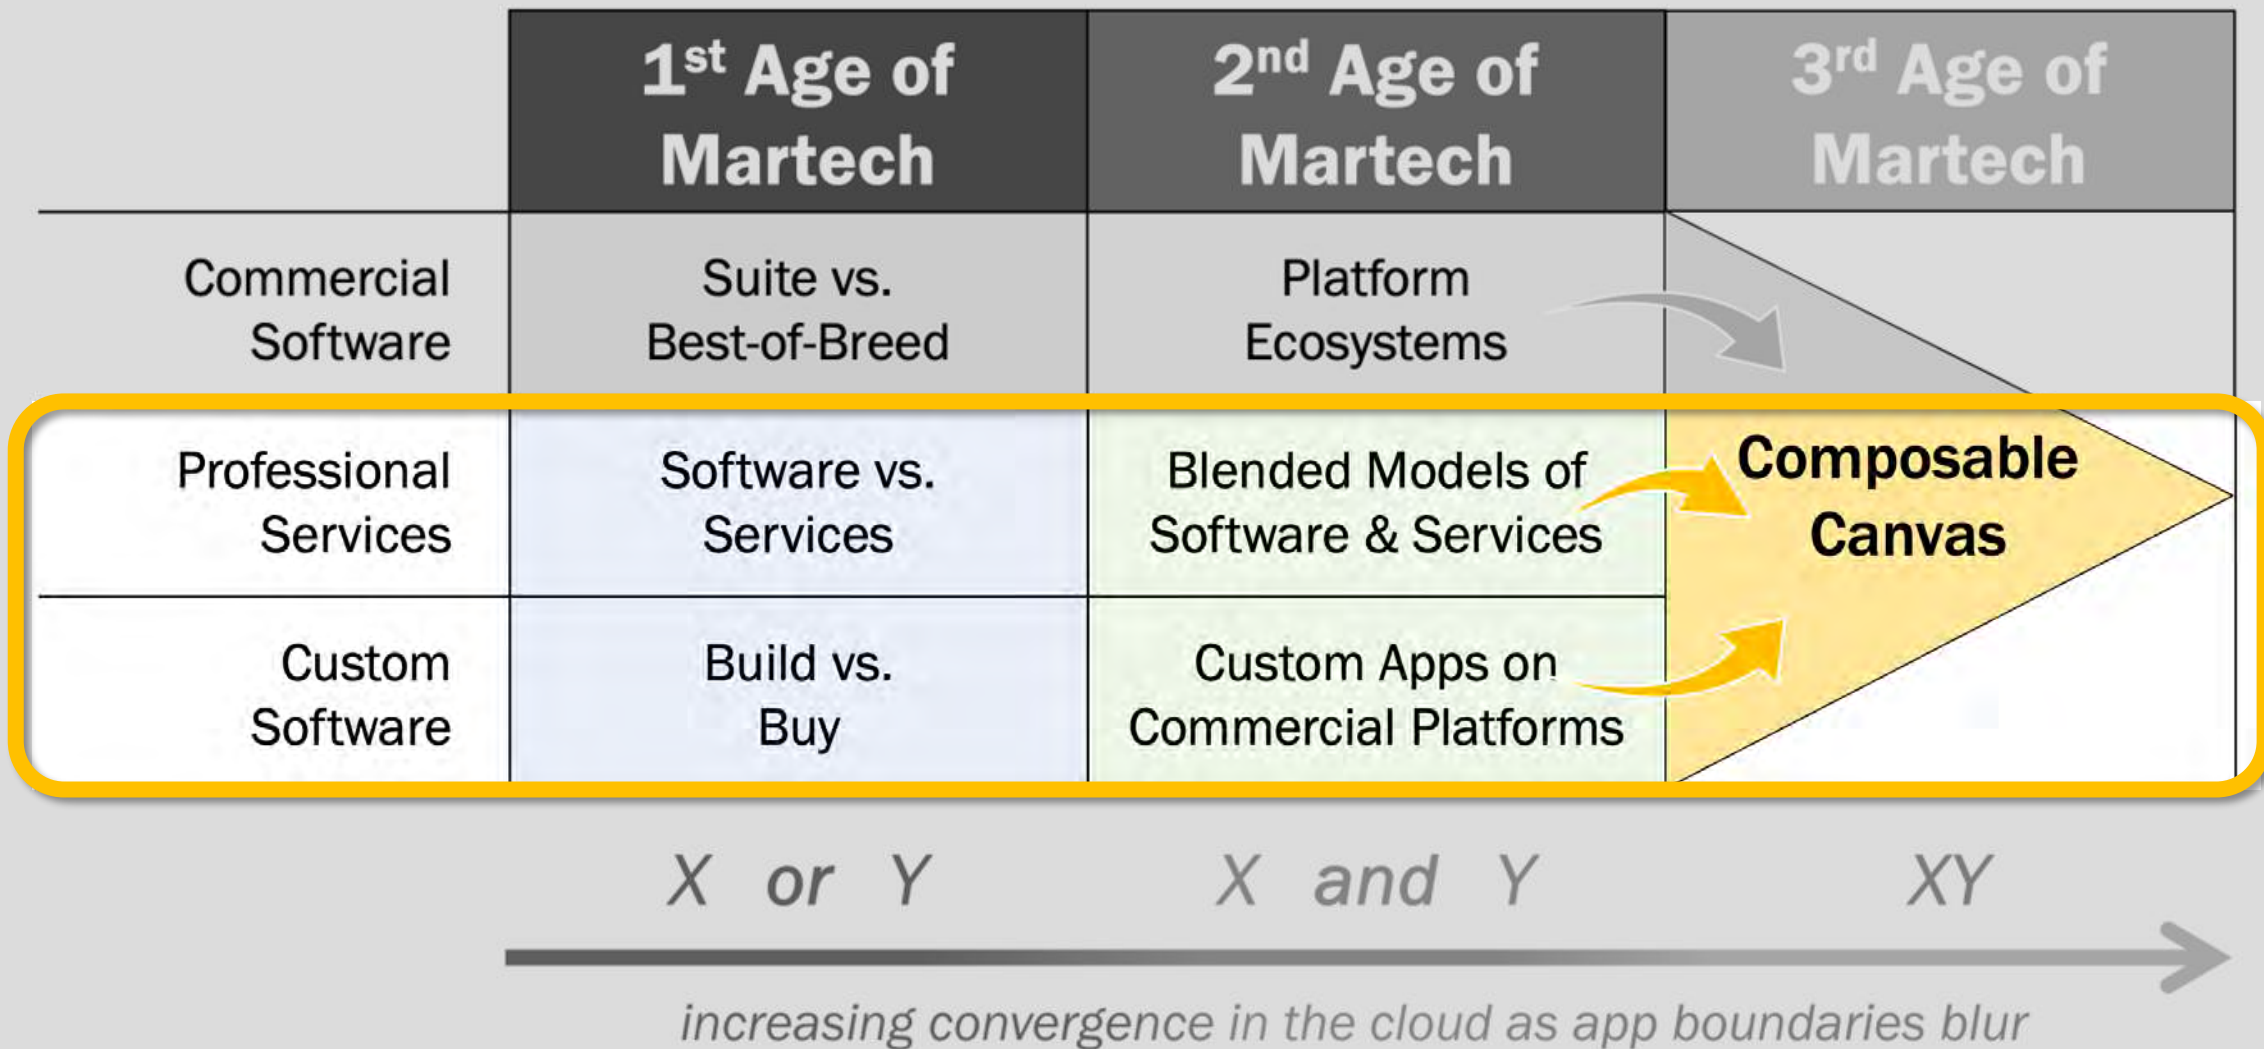 1st Age of
Martech
2nd Age of
Martech
3rd Age of
Martech
Commercial
Software
Suite vs.
Best-of-Breed
Platform
Ecosystems
Professional
Services
Software vs.
Services
Blended Models of
Software & Services
Composable
Canvas
Custom
Software
Build vs.
Buy
Custom Apps on
Commercial Platforms
X or Y
X and Y
XY
increasing convergence in the cloud as app boundaries blur